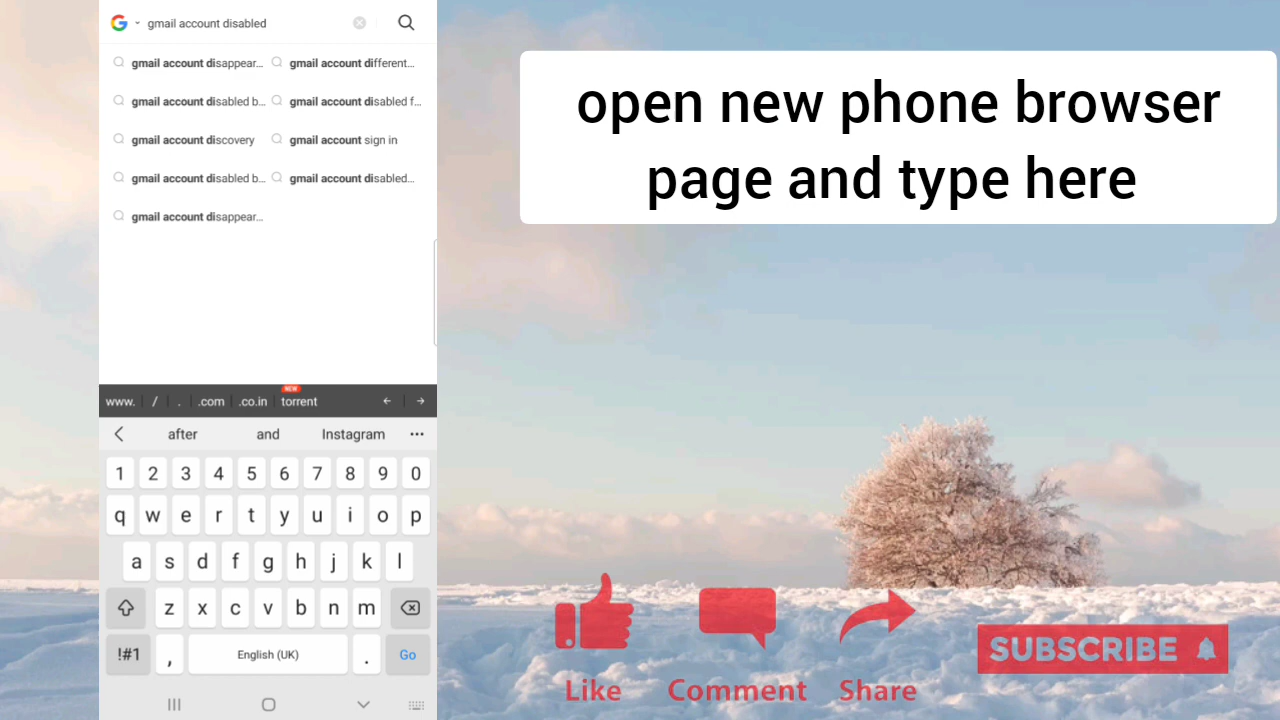 gmail account disabled
gmail account disappear... gmail account different...
gmail account disabled b... gmail account disabled f...
gmail account discovery gmail account sign in
gmail account disabled b... gmail account disabled...
gmail account disappear...
open new phone browser
page and type here
NEW
www. / . .com .co.in torrent ← →
after and Instagram ...
1 2 3 4 5 6 7 8 9 0
q w e r t y u i o p
a s d f g h j k l
z x c v b n m
!#1 , English (UK) . Go
SUBSCRIBE
Like Comment Share